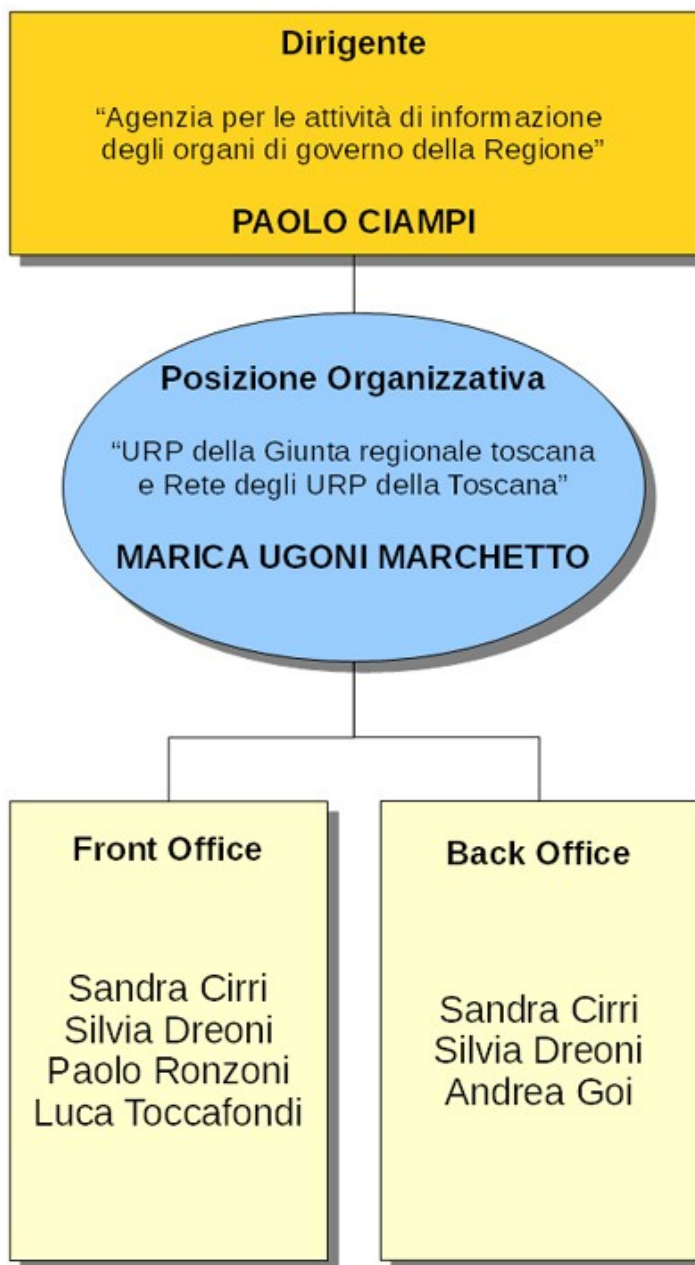 Dirigente
“Agenzia per le attività di informazione
degli organi di governo della Regione”
PAOLO CIAMPI
Posizione Organizzativa
“URP della Giunta regionale toscana
e Rete degli URP della Toscana”
MARICA UGONI MARCHETTO
Front Office
Sandra Cirri
Silvia Dreoni
Paolo Ronzoni
Luca Toccafondi
Back Office
Sandra Cirri
Silvia Dreoni
Andrea Goi